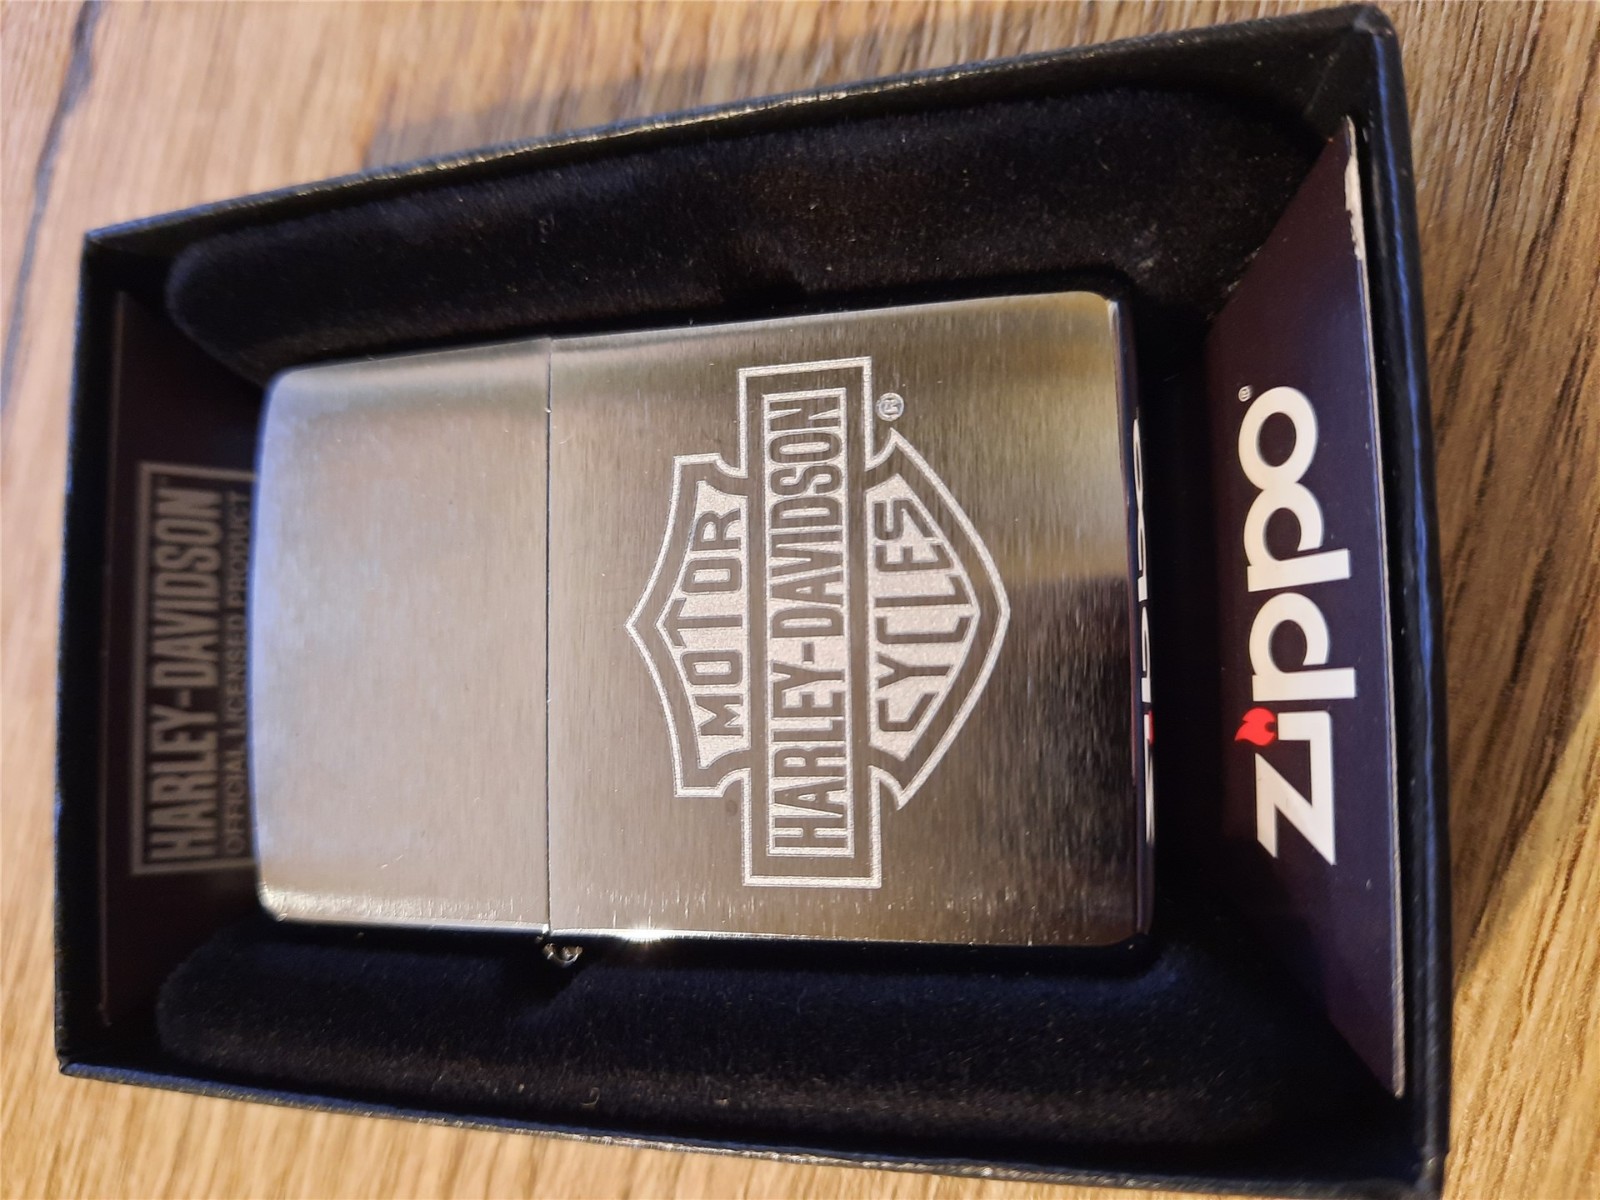 HARLEY-DAVIDSON
OFFICIAL LICENSED PRODUCT
MOTOR
HARLEY-DAVIDSON
CYCLES
®
zippo®